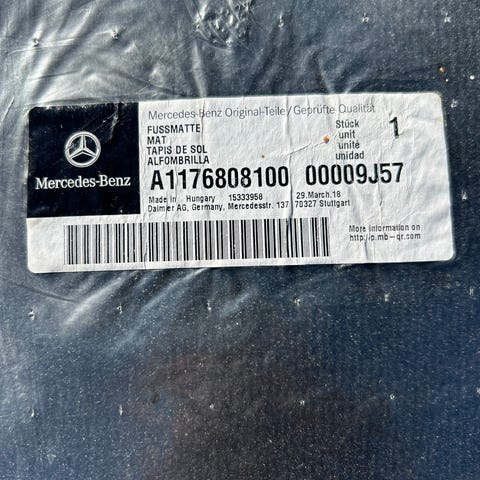 Mercedes-Benz Original-Teile/Geprüfte Qualität
FUSSMATTE
MAT
TAPIS DE SOL
ALFOMBRILLA
Stück
unit
unité
unidad
1
Mercedes-Benz
A1176808100 00009J57
Made in Hungary 15333958 29.March.18
Daimler AG, Germany, Mercedesstr. 137 70327 Stuttgart
More information on
http://p.mb-qr.com